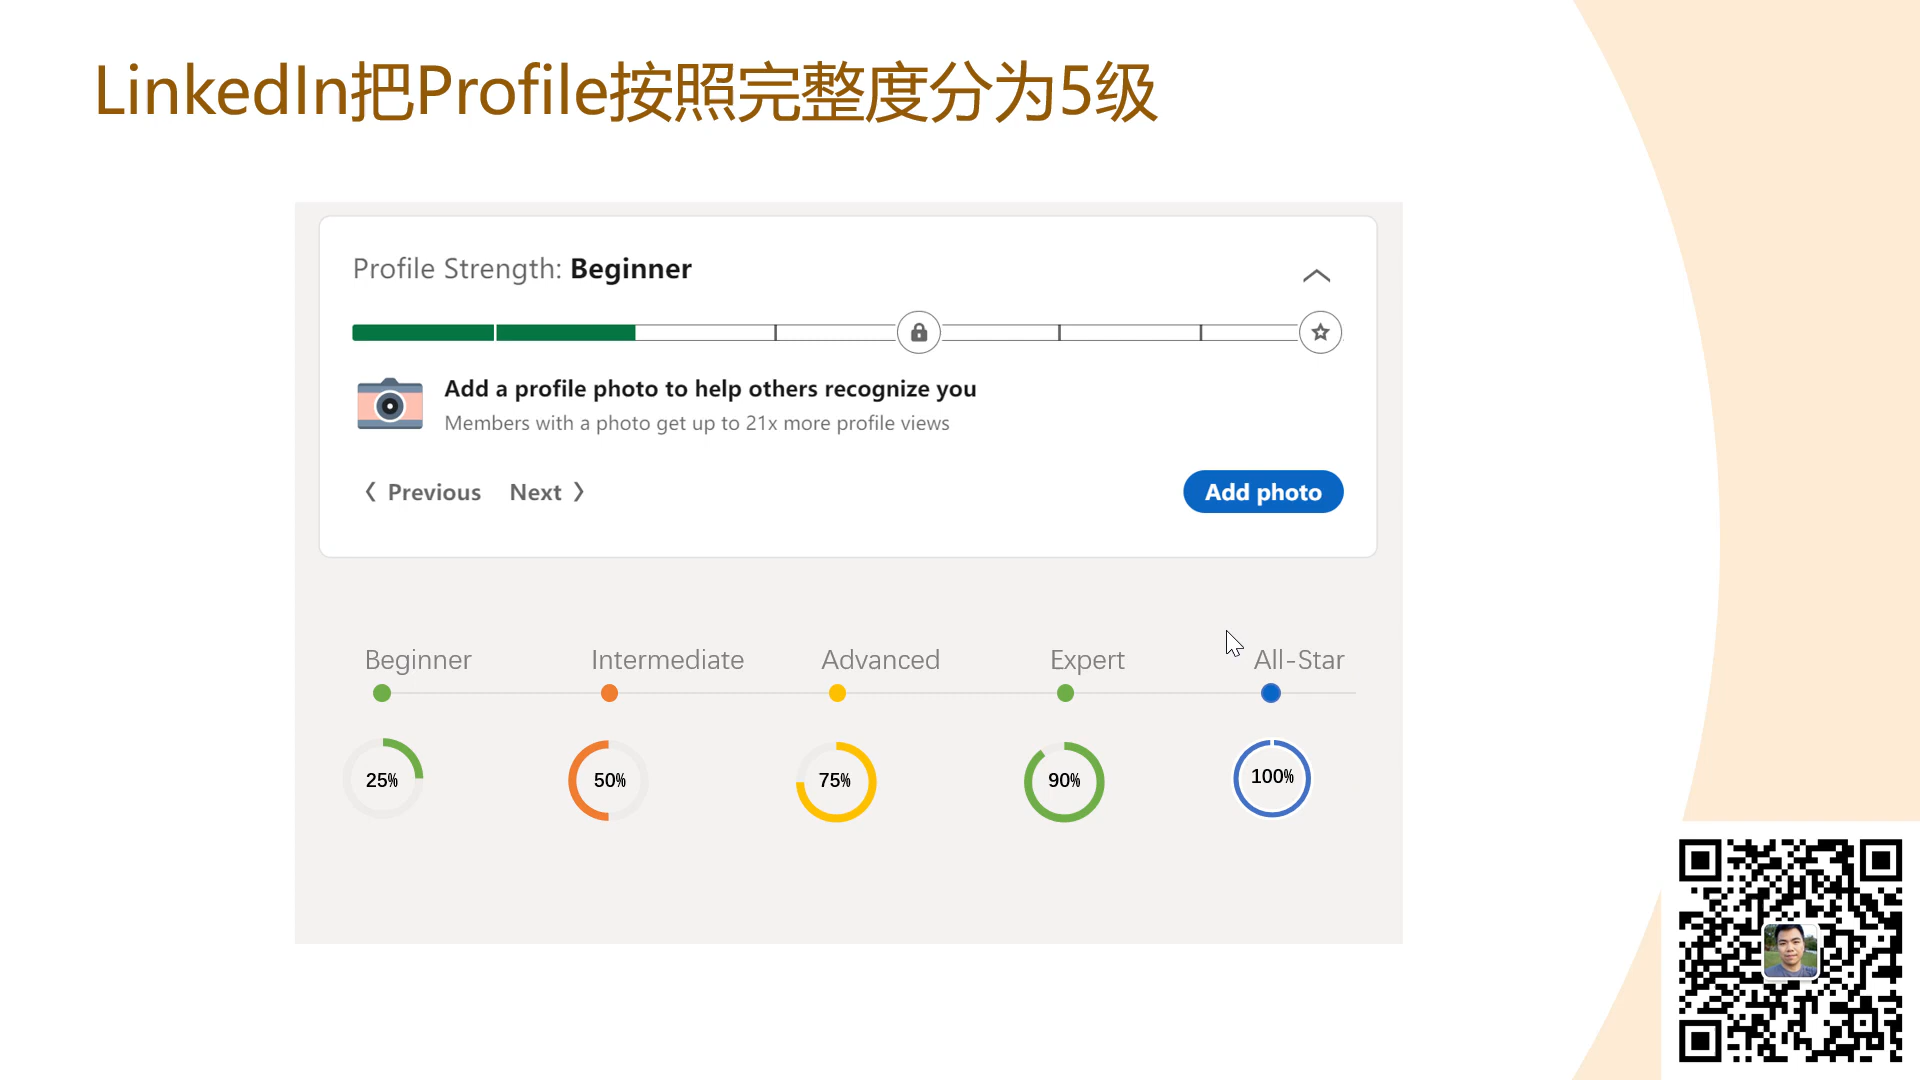 LinkedIn把Profile按照完整度分为5级
Profile Strength: Beginner
Add a profile photo to help others recognize you
Members with a photo get up to 21x more profile views
Previous Next
Add photo
Beginner Intermediate Advanced Expert All-Star
25% 50% 75% 90% 100%